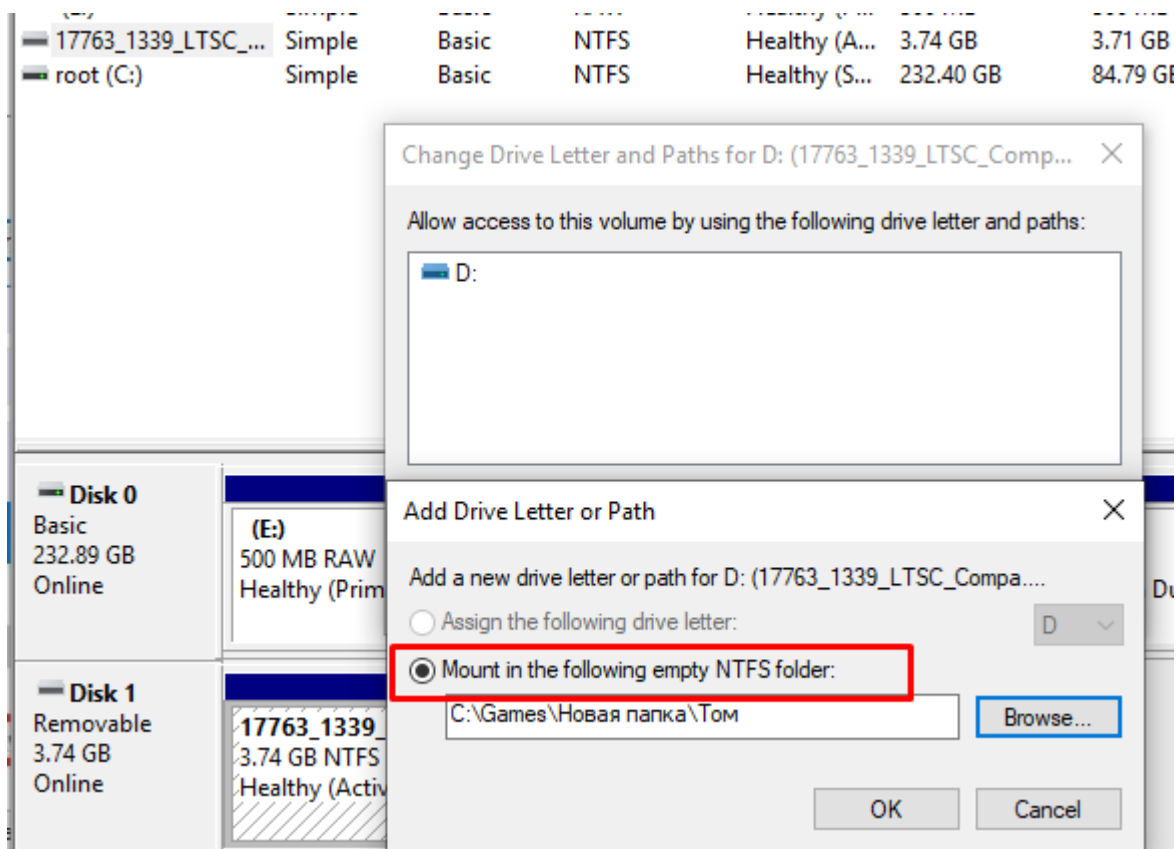 17763_1339_LTSC_... Simple Basic NTFS Healthy (A... 3.74 GB 3.71 GB
root (C:) Simple Basic NTFS Healthy (S... 232.40 GB 84.79 GB
Change Drive Letter and Paths for D: (17763_1339_LTSC_Comp...
Allow access to this volume by using the following drive letter and paths:
D:
Disk 0
Basic
232.89 GB
Online
(E:)
500 MB RAW
Healthy (Prim
Add Drive Letter or Path
Add a new drive letter or path for D: (17763_1339_LTSC_Compa....
Assign the following drive letter:
D
Mount in the following empty NTFS folder:
C:\Games\Новая папка\Том
Browse...
OK
Cancel
Disk 1
Removable
3.74 GB
Online
17763_1339_
3.74 GB NTFS
Healthy (Activ